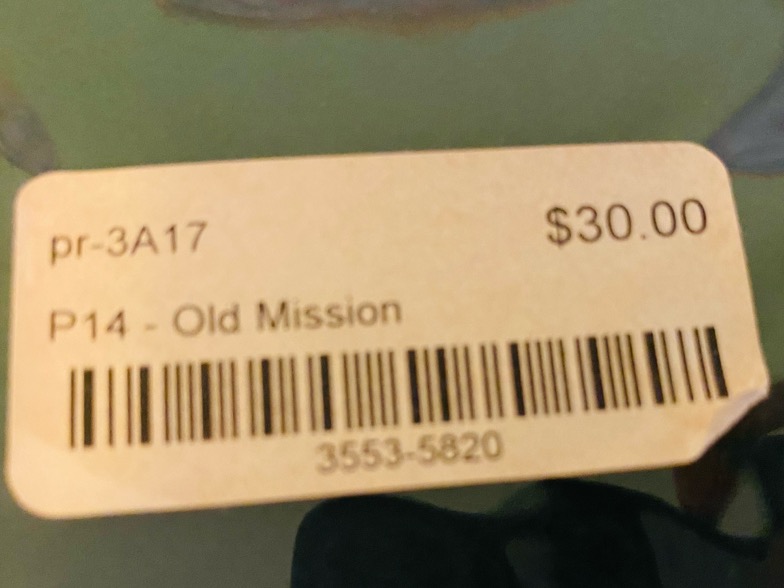 pr-3A17 $30.00
P14 - Old Mission
3553-5820